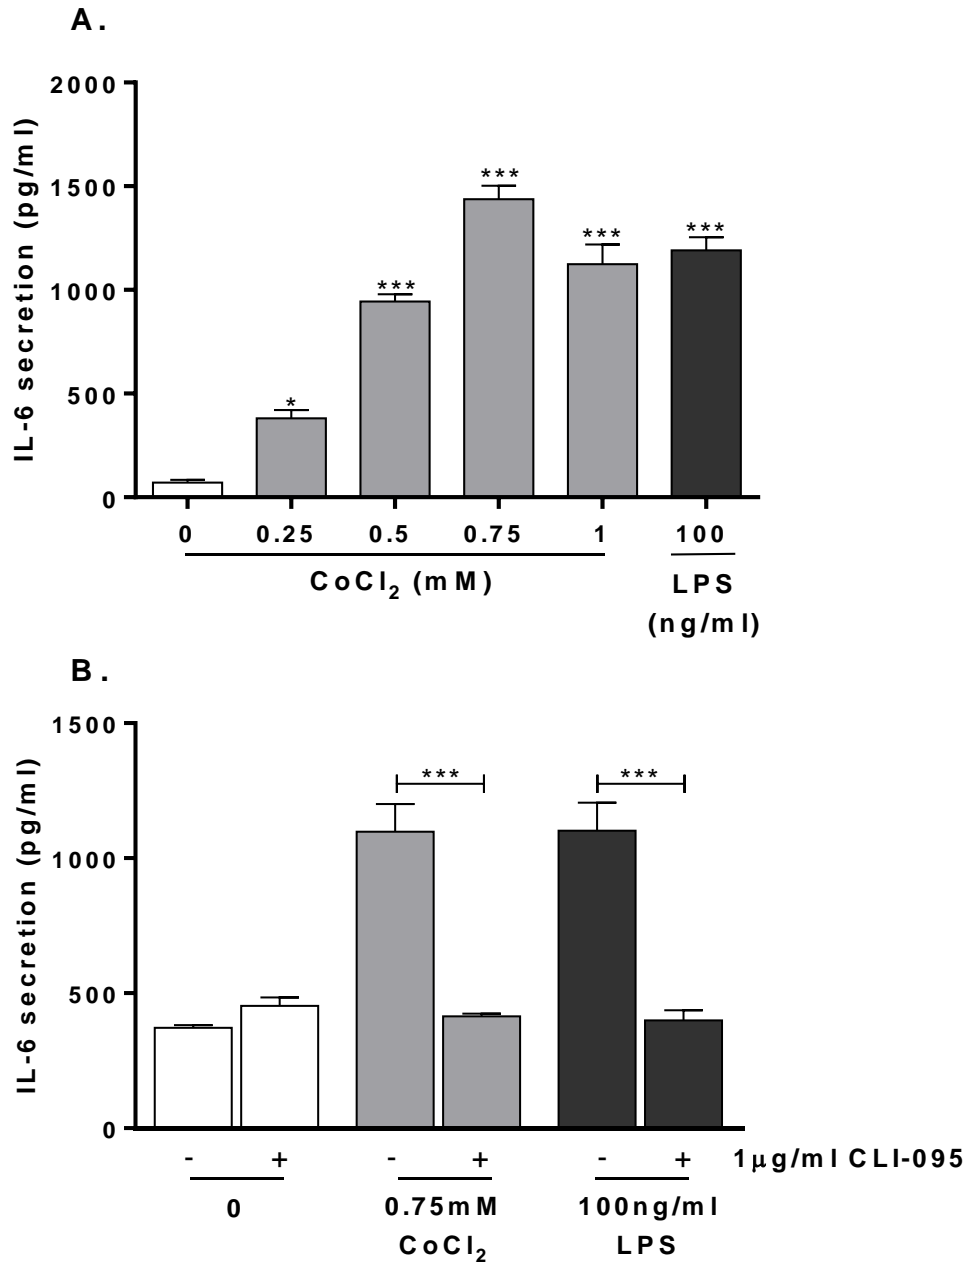 A.
2000
1500
1000
500
0
IL-6 secretion (pg/ml)
***
***
***
***
*
0 0.25 0.5 0.75 1 100
CoCl₂ (mM)
LPS
(ng/ml)
B.
1500
1000
500
0
IL-6 secretion (pg/ml)
*** ***
- + - + - + 1μg/ml CLI-095
0 0.75mM 100ng/ml
CoCl₂ LPS